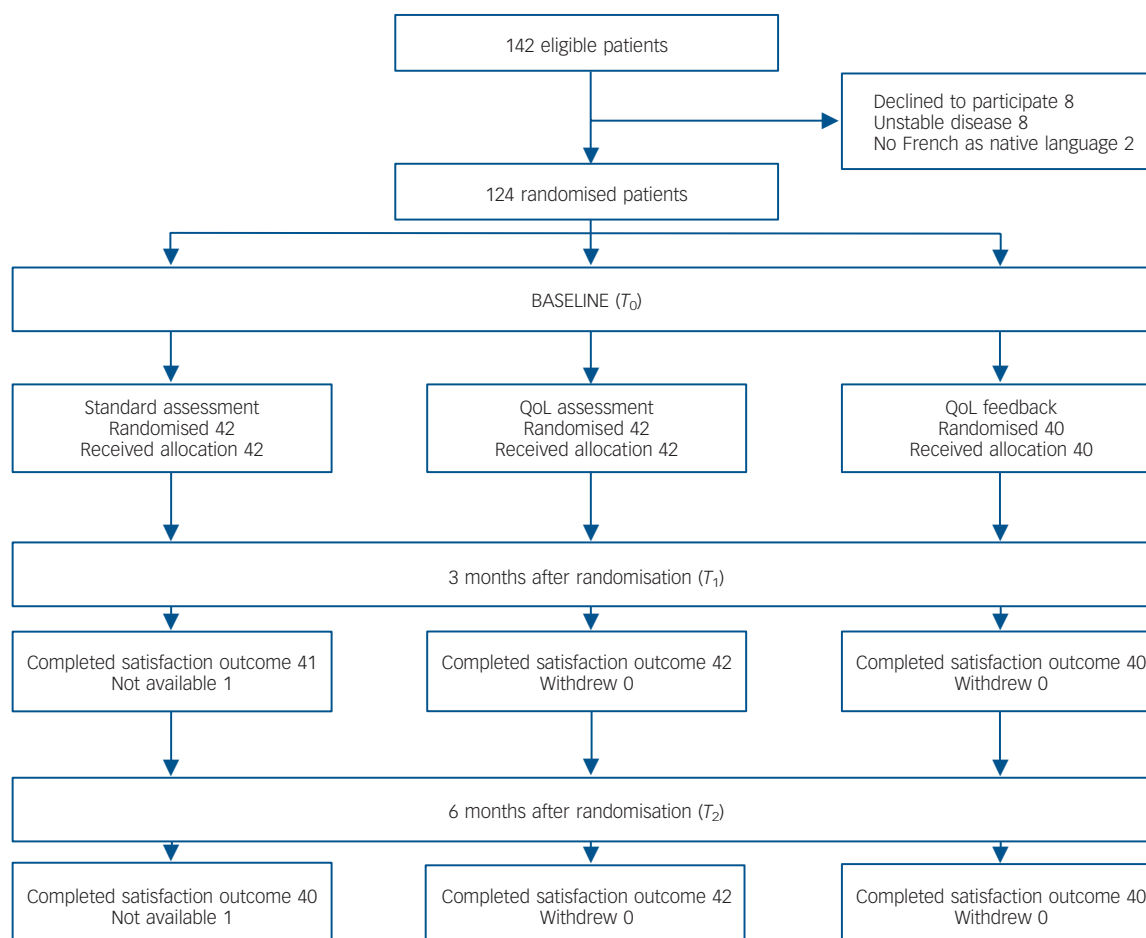 142 eligible patients
Declined to participate 8
Unstable disease 8
No French as native language 2
124 randomised patients
BASELINE (T0)
Standard assessment
Randomised 42
Received allocation 42
QoL assessment
Randomised 42
Received allocation 42
QoL feedback
Randomised 40
Received allocation 40
3 months after randomisation (T1)
Completed satisfaction outcome 41
Not available 1
Completed satisfaction outcome 42
Withdrew 0
Completed satisfaction outcome 40
Withdrew 0
6 months after randomisation (T2)
Completed satisfaction outcome 40
Not available 1
Completed satisfaction outcome 42
Withdrew 0
Completed satisfaction outcome 40
Withdrew 0